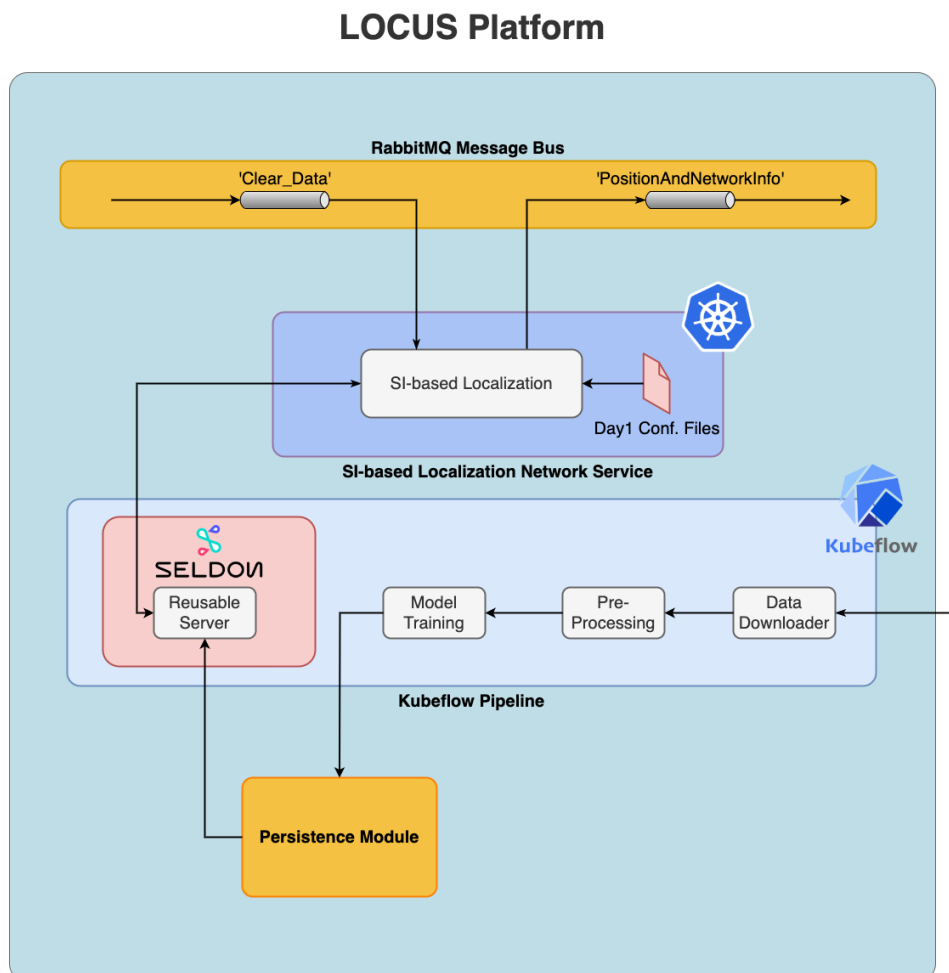 LOCUS Platform
RabbitMQ Message Bus
'Clear_Data'
'PositionAndNetworkInfo'
SI-based Localization
Day1 Conf. Files
SI-based Localization Network Service
Kubeflow
SELDON
Reusable
Server
Model
Training
Pre-
Processing
Data
Downloader
Kubeflow Pipeline
Persistence Module